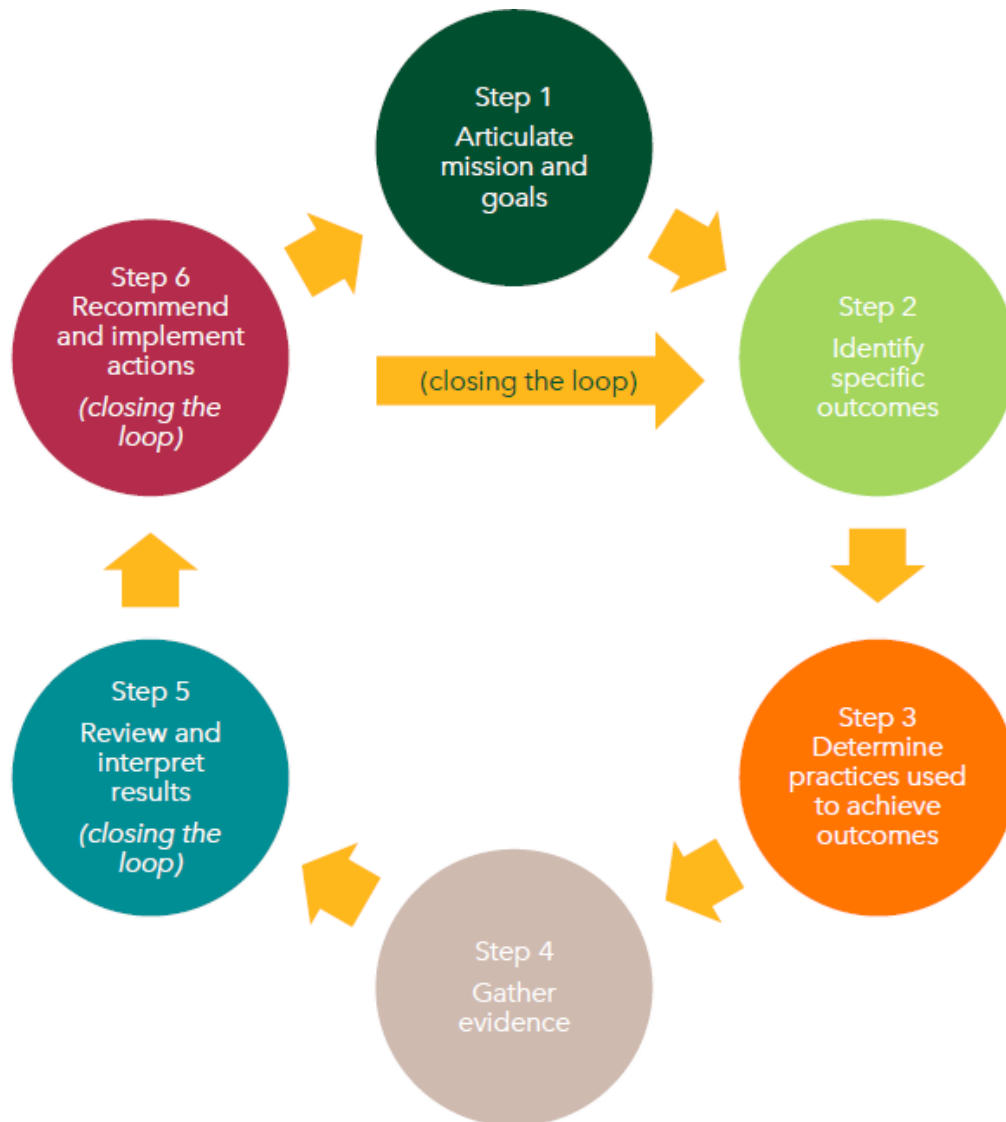 Step 1
Articulate
mission and
goals
Step 2
Identify
specific
outcomes
Step 3
Determine
practices used
to achieve
outcomes
Step 4
Gather
evidence
Step 5
Review and
interpret
results
(closing the
loop)
Step 6
Recommend
and implement
actions
(closing the
loop)
(closing the loop)